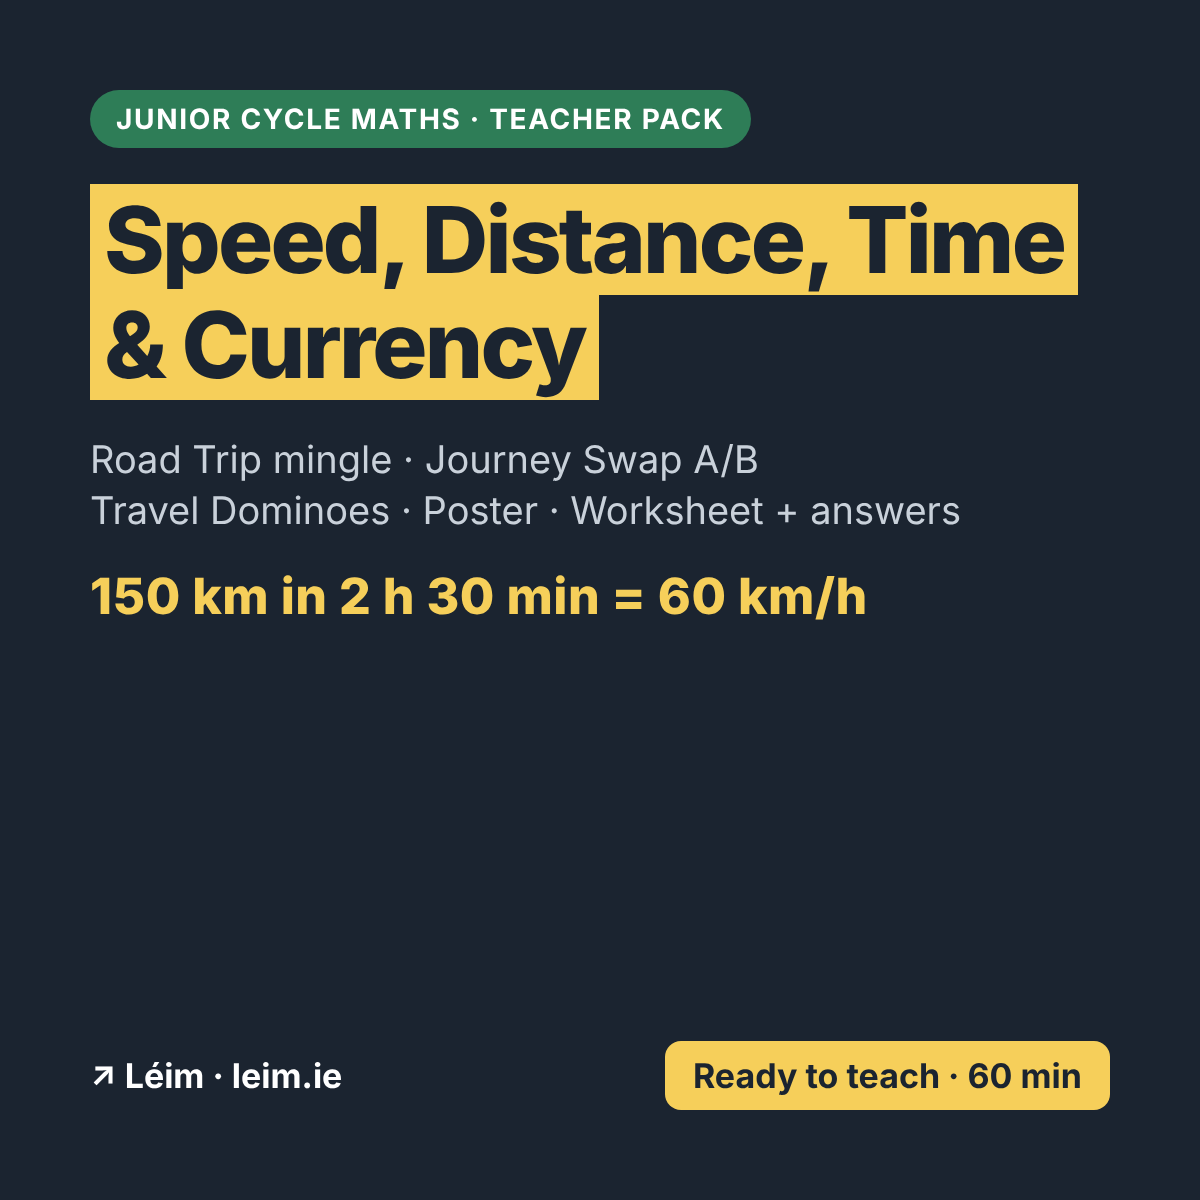 JUNIOR CYCLE MATHS · TEACHER PACK
Speed, Distance, Time
& Currency
Road Trip mingle · Journey Swap A/B
Travel Dominoes · Poster · Worksheet + answers
150 km in 2 h 30 min = 60 km/h
↗ Léim · leim.ie
Ready to teach · 60 min